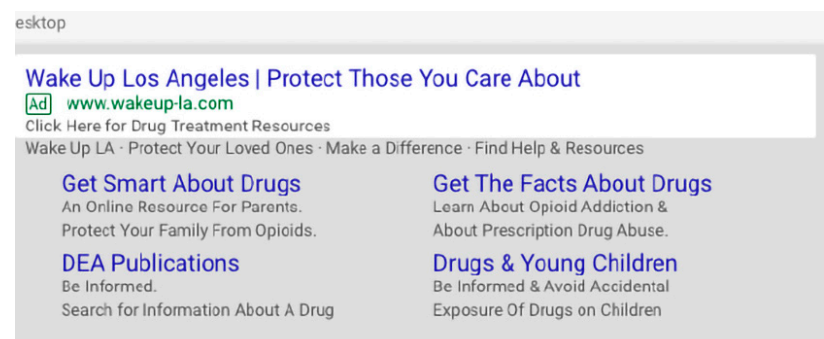 esktop
Wake Up Los Angeles | Protect Those You Care About
Ad www.wakeup-la.com
Click Here for Drug Treatment Resources
Wake Up LA · Protect Your Loved Ones · Make a Difference · Find Help & Resources
Get Smart About Drugs
An Online Resource For Parents.
Protect Your Family From Opioids.
Get The Facts About Drugs
Learn About Opioid Addiction &
About Prescription Drug Abuse.
DEA Publications
Be Informed.
Search for Information About A Drug
Drugs & Young Children
Be Informed & Avoid Accidental
Exposure Of Drugs on Children